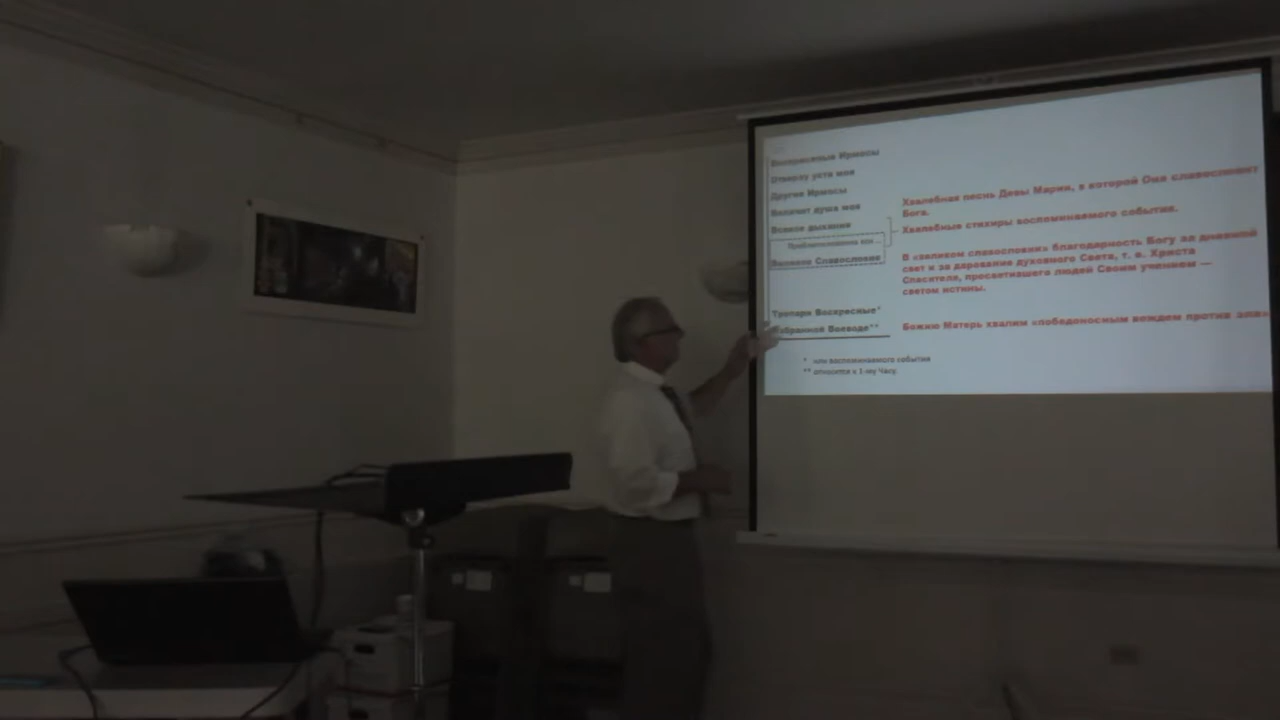 Воскресные Ирмосы
Отверзу уста моя
Другие Ирмосы
Величит душа моя
Всякое дыхание
Великое Славословие
Тропари Воскресные*
Взбранной Воеводе**
* или воспоминаемого события
** относится к 1-му Часу.
Хвалебная песнь Девы Марии, в которой Она славословит
Бога.
Хвалебные стихиры воспоминаемого события.
В «великом славословии» благодарность Богу за дневной
свет и за дарование духовного Света, т. е. Христа
Спасителя, просветившего людей Своим учением —
светом истины.
Божию Матерь хвалим «победоносным вождем против зла»